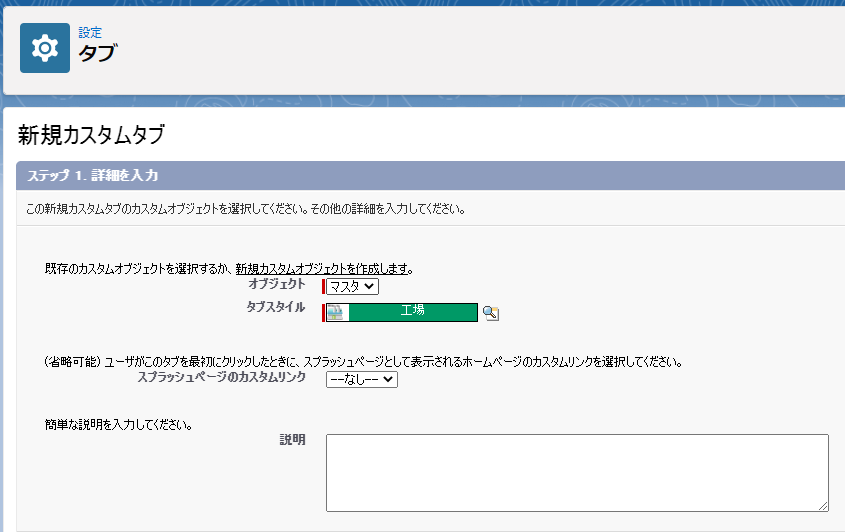 設定
タブ
新規カスタムタブ
ステップ 1. 詳細を入力
この新規カスタムタブのカスタムオブジェクトを選択してください。その他の詳細を入力してください。
既存のカスタムオブジェクトを選択するか、新規カスタムオブジェクトを作成します。
オブジェクト マスタ
タブスタイル 工場
(省略可能) ユーザがこのタブを最初にクリックしたときに、スプラッシュページとして表示されるホームページのカスタムリンクを選択してください。
スプラッシュページのカスタムリンク --なし--
簡単な説明を入力してください。
説明